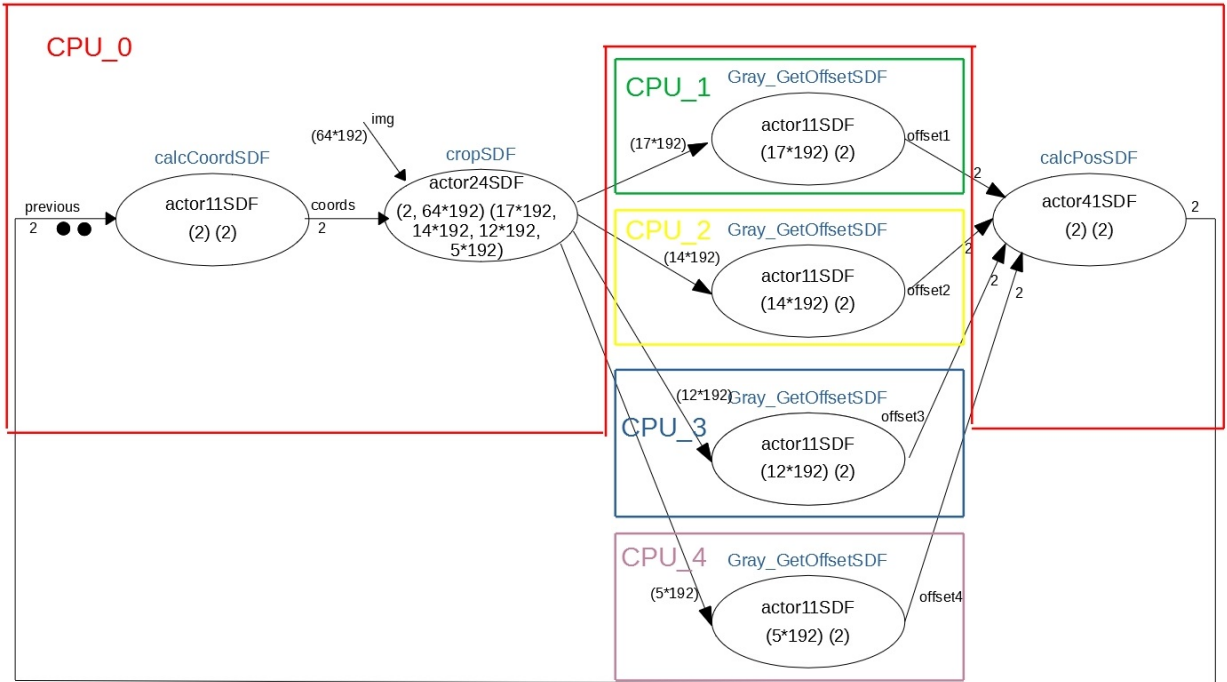 CPU_0
previous
2
calcCoordSDF
actor11SDF
(2) (2)
coords
2
img
(64*192)
cropSDF
actor24SDF
(2, 64*192) (17*192,
14*192, 12*192,
5*192)
CPU_1
Gray_GetOffsetSDF
(17*192)
actor11SDF
(17*192) (2)
offset1
2
CPU_2
Gray_GetOffsetSDF
(14*192)
actor11SDF
(14*192) (2)
offset2
2
CPU_3
Gray_GetOffsetSDF
(12*192)
actor11SDF
(12*192) (2)
offset3
2
CPU_4
Gray_GetOffsetSDF
(5*192)
actor11SDF
(5*192) (2)
offset4
2
calcPosSDF
actor41SDF
(2) (2)
2